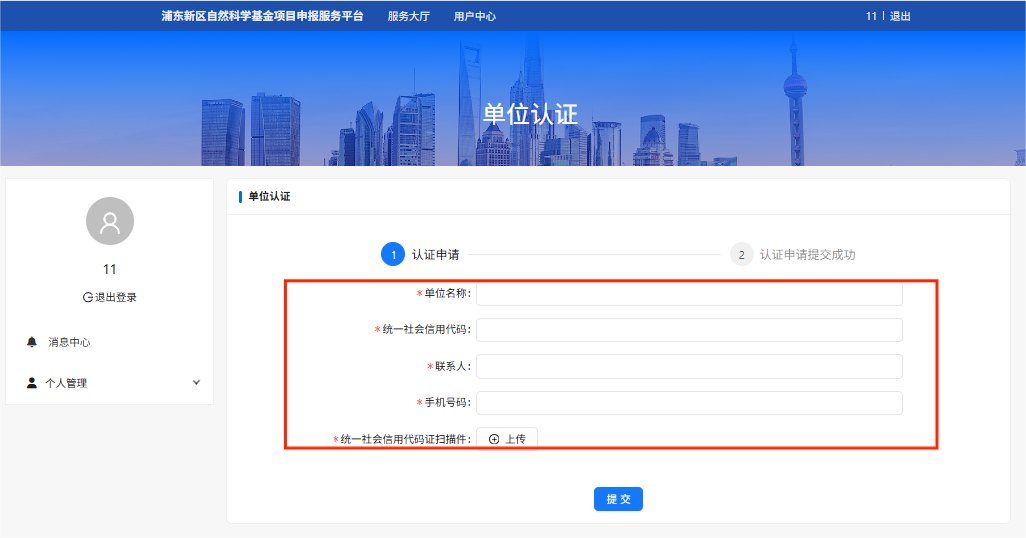 浦东新区自然科学基金项目申报服务平台 服务大厅 用户中心 11 | 退出
单位认证
11
退出登录
消息中心
个人管理
单位认证
1 认证申请 2 认证申请提交成功
*单位名称:
*统一社会信用代码:
*联系人:
*手机号码:
*统一社会信用代码证扫描件: 上传
提 交